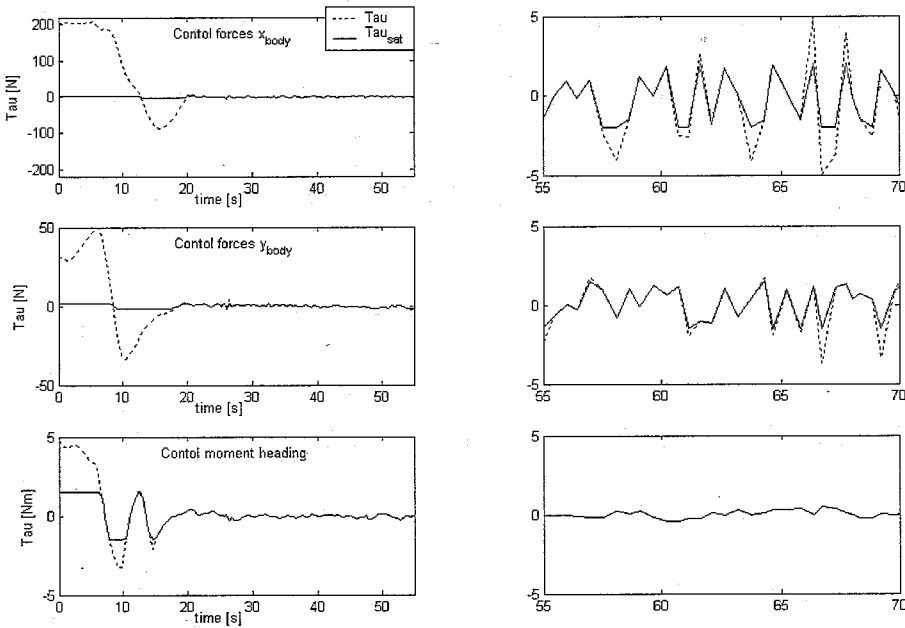 200
100
0
-100
-200
Tau [N]
Contol forces x_body
Tau
Tau_sat
0 10 20 30 40 50
time [s]
5
0
-5
55 60 65 70
50
0
-50
Tau [N]
Contol forces y_body
0 10 20 30 40 50
time [s]
5
0
-5
55 60 65 70
5
0
-5
Tau [Nm]
Contol moment heading
0 10 20 30 40 50
time [s]
5
0
-5
55 60 65 70